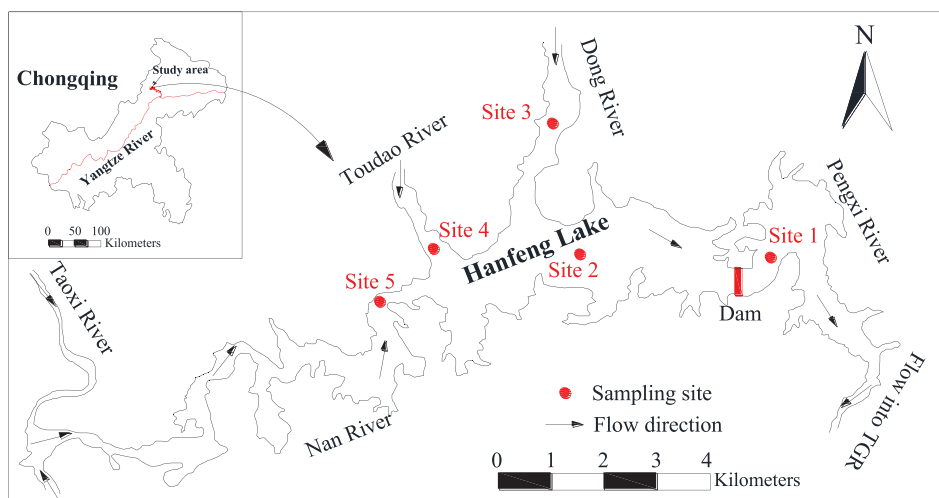 Chongqing
Study area
Yangtze River
0 50 100
Kilometers
N
Dong River
Site 3
Toudao River
Pengxi River
Site 4
Hanfeng Lake
Site 1
Site 2
Site 5
Taoxi River
Dam
Nan River
Flow into TGR
Sampling site
Flow direction
0 1 2 3 4
Kilometers